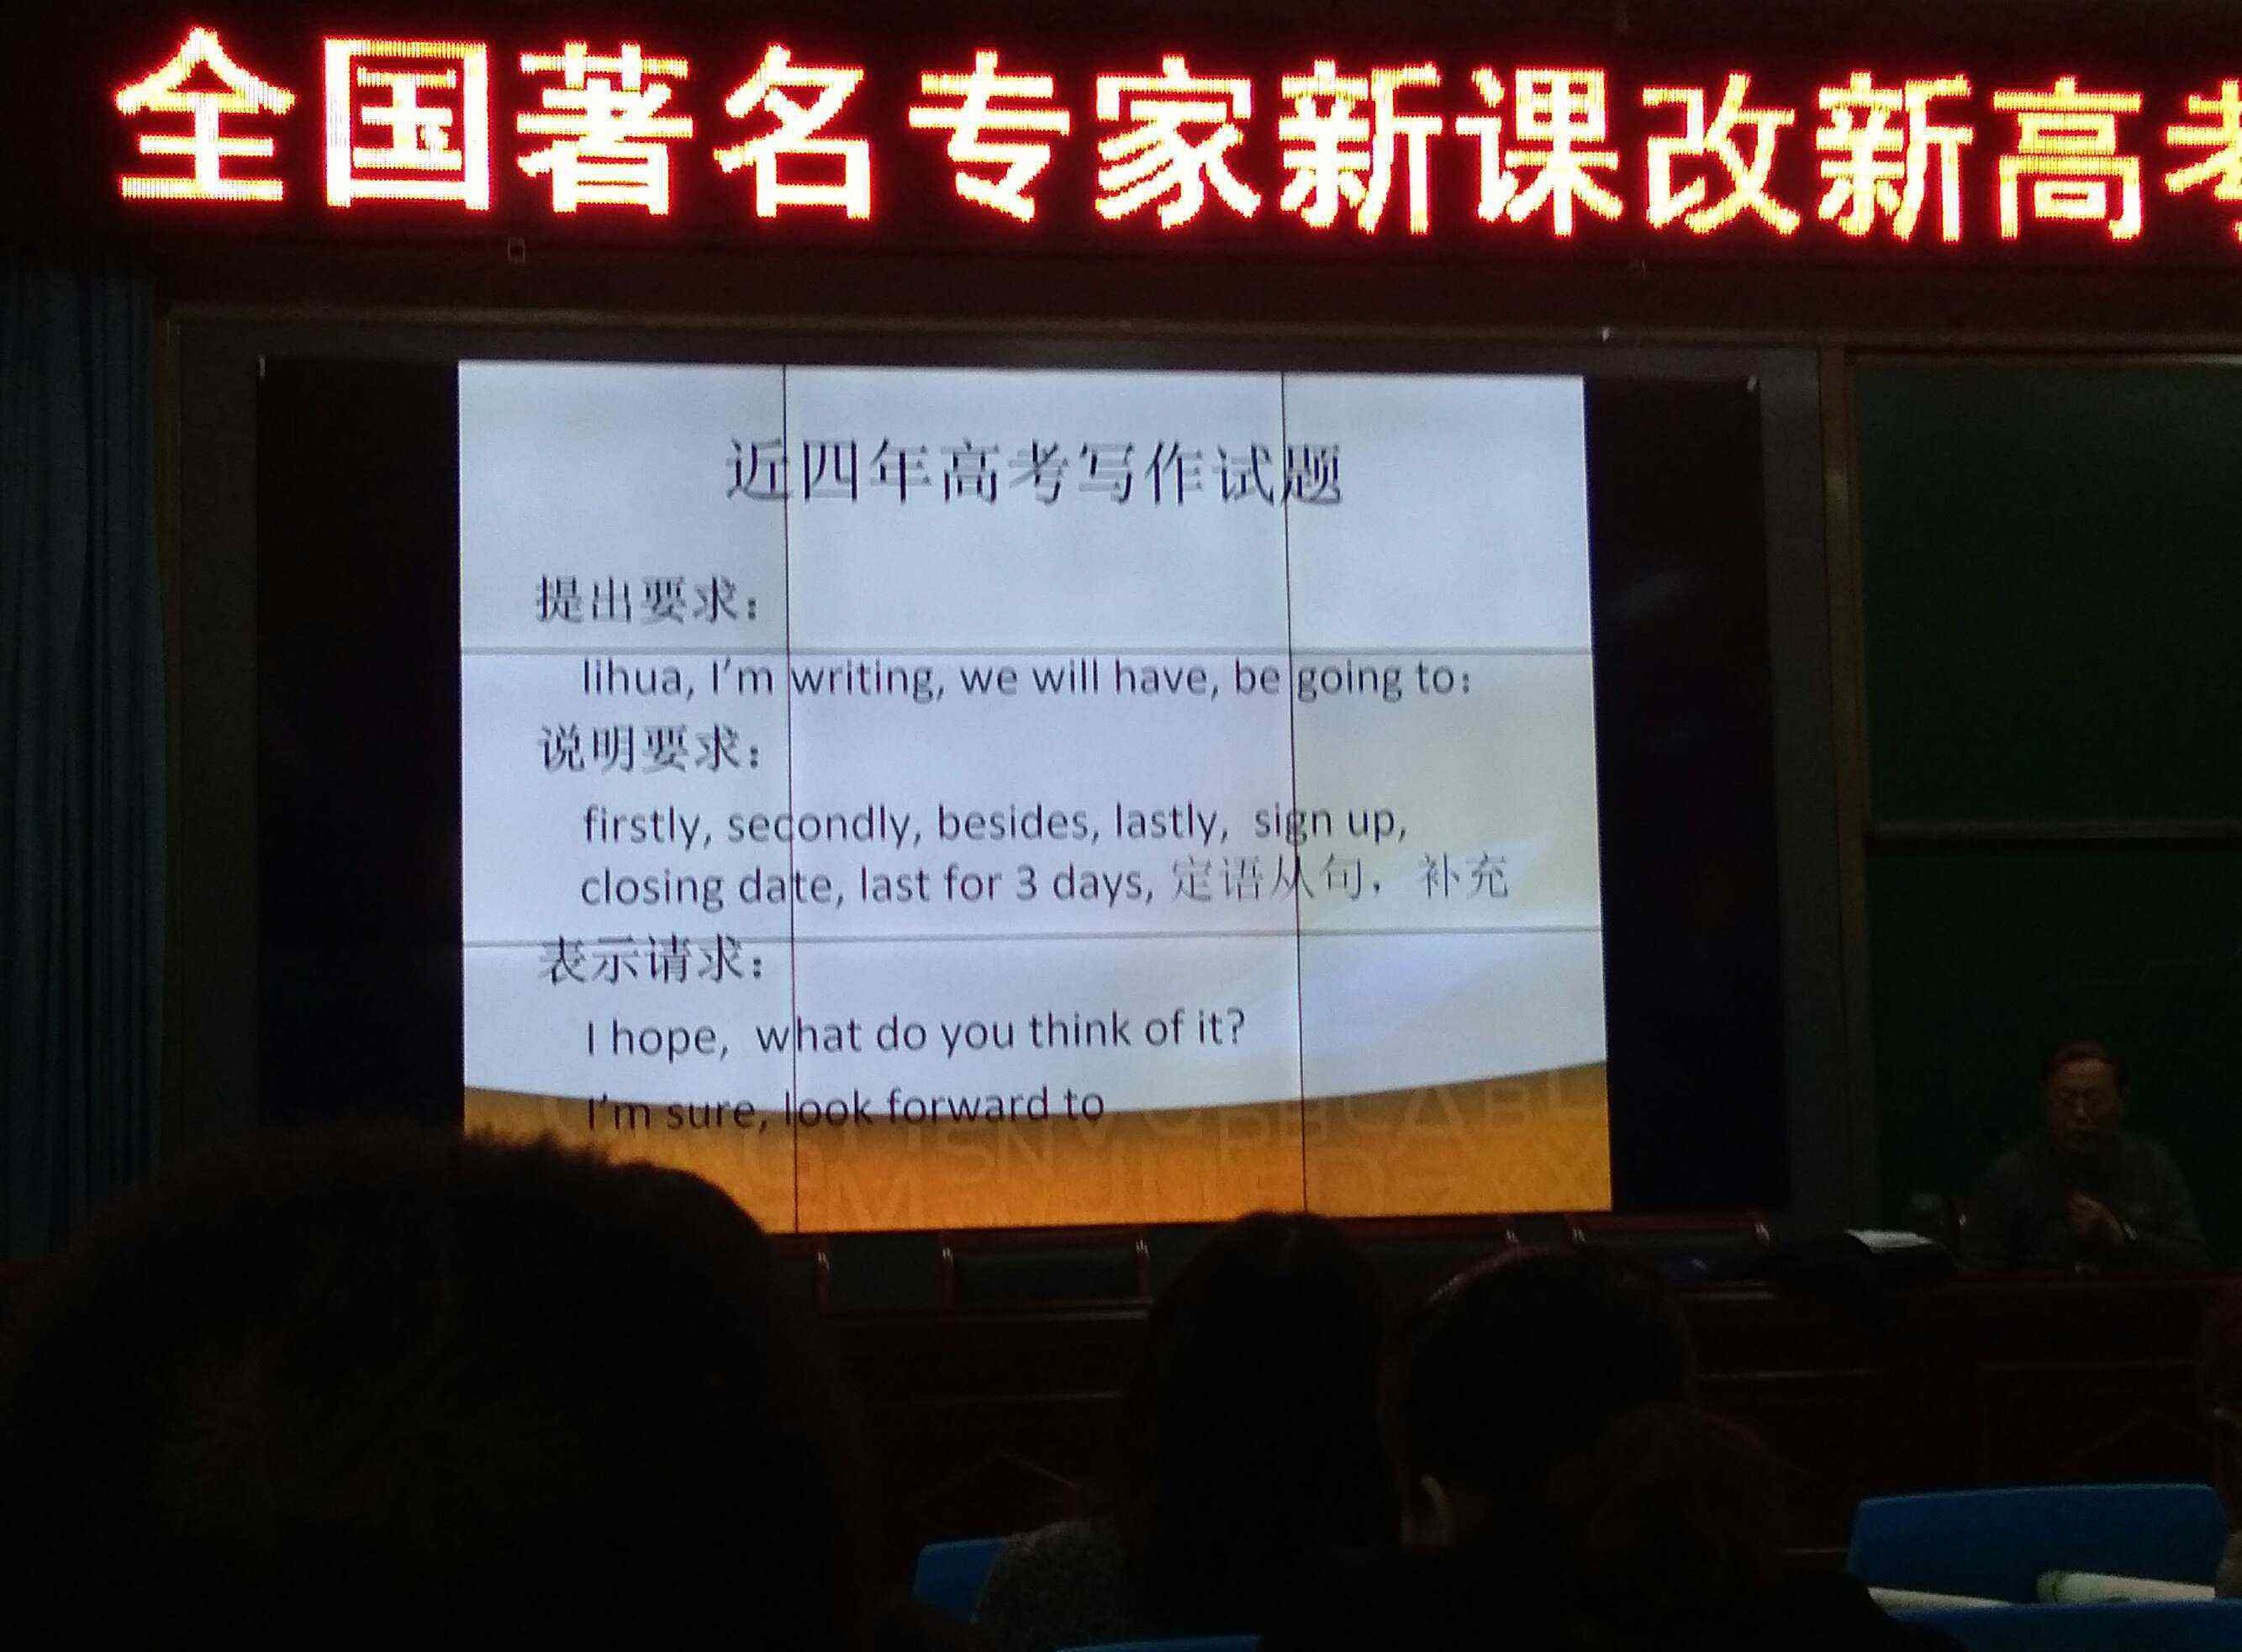 全国著名专家新课改新高考
近四年高考写作试题
提出要求：
lihua, I'm writing, we will have, be going to:
说明要求：
firstly, secondly, besides, lastly, sign up,
closing date, last for 3 days, 定语从句， 补充
表示请求：
I hope, what do you think of it?
I'm sure, look forward to